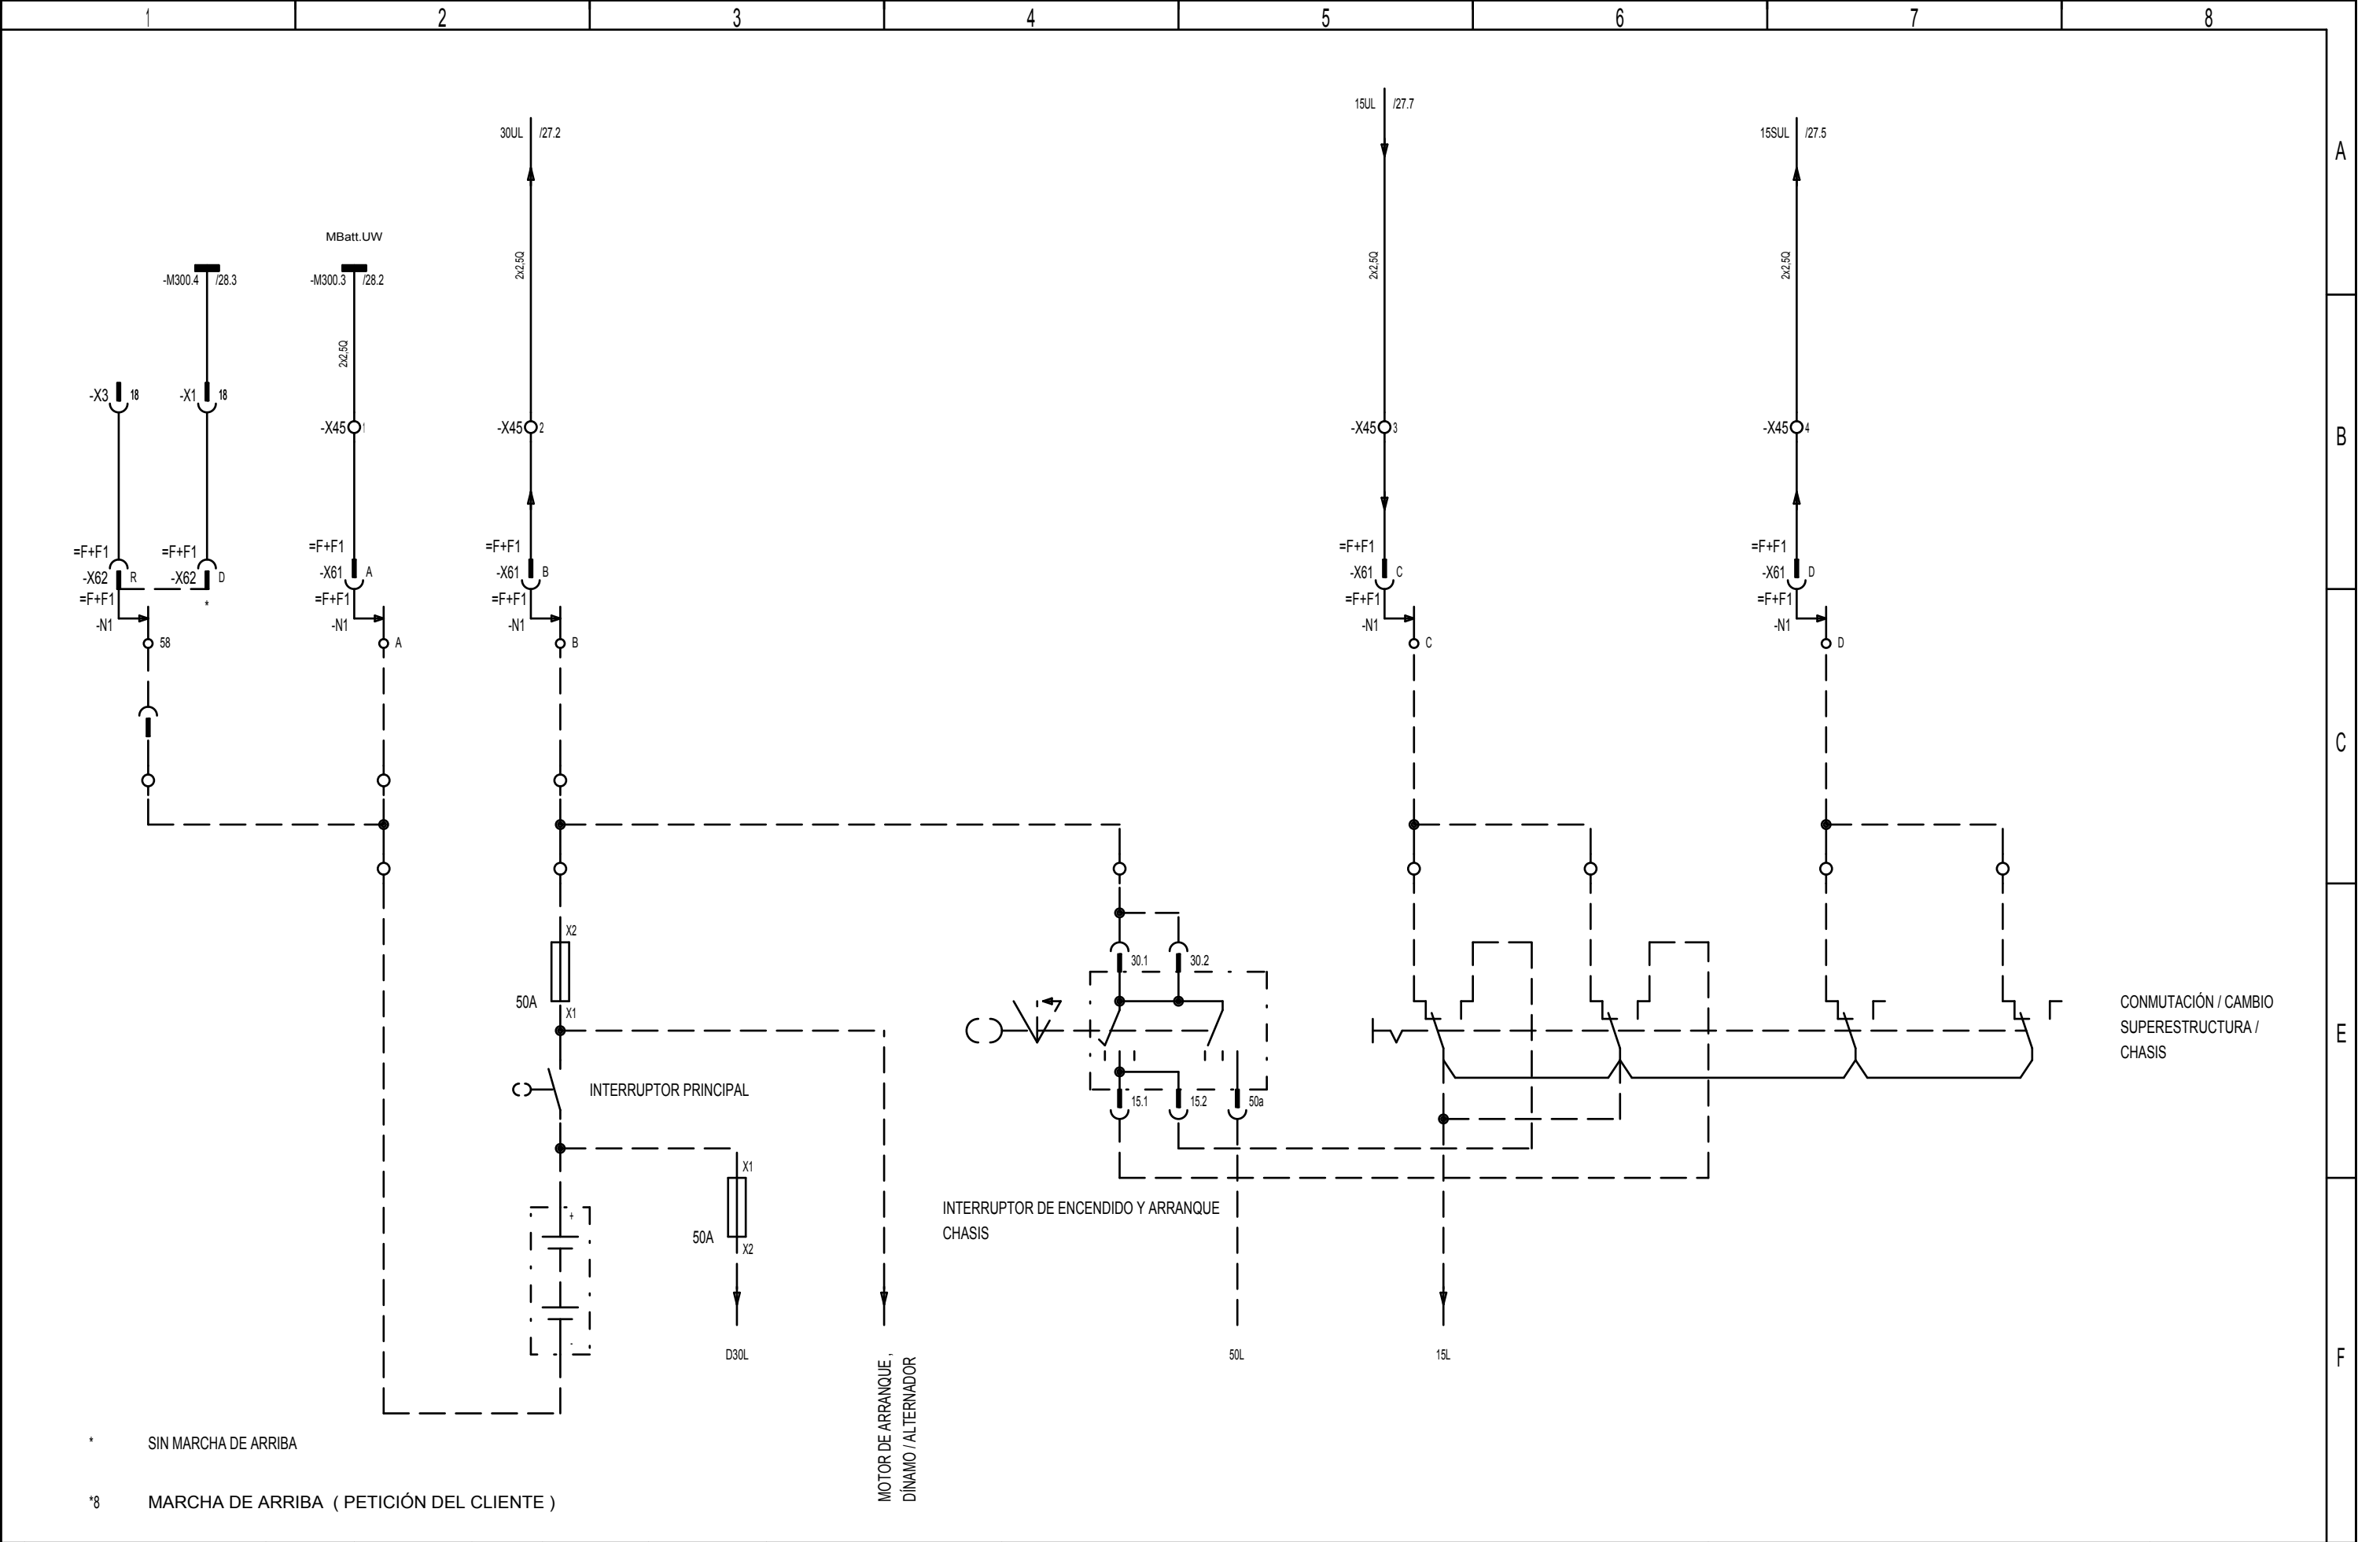 1 2 3 4 5 6 7 8
15UL /27.7
30UL /27.2
15SUL /27.5
A
MBatt.UW
-M300.4 /28.3
-M300.3 /28.2
2x2,5Q
2x2,5Q
2x2,5Q
2x2,5Q
-X3 18
-X1 18
-X45 1
-X45 2
-X45 3
-X45 4
B
=F+F1
=F+F1
=F+F1
=F+F1
=F+F1
=F+F1
-X62 R
-X62 D
-X61 A
-X61 B
-X61 C
-X61 D
=F+F1
*
=F+F1
=F+F1
=F+F1
=F+F1
-N1
-N1
-N1
-N1
-N1
58
A
B
C
D
C
X2
50A
X1
30.1
30.2
CONMUTACIÓN / CAMBIO
SUPERESTRUCTURA /
CHASIS
E
INTERRUPTOR PRINCIPAL
15.1
15.2
50a
X1
50A
X2
+
-
INTERRUPTOR DE ENCENDIDO Y ARRANQUE
CHASIS
D30L
50L
15L
F
MOTOR DE ARRANQUE ,
DÍNAMO / ALTERNADOR
* SIN MARCHA DE ARRIBA
*8 MARCHA DE ARRIBA ( PETICIÓN DEL CLIENTE )